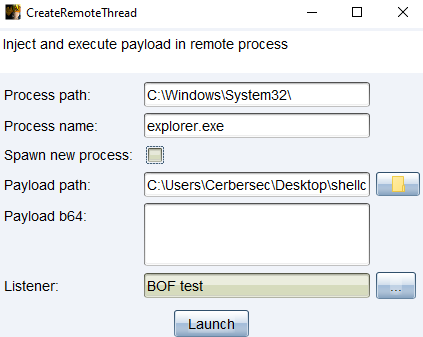 CreateRemoteThread
Inject and execute payload in remote process
Process path: C:\Windows\System32\
Process name: explorer.exe
Spawn new process:
Payload path: C:\Users\Cerbersec\Desktop\shellc
Payload b64:
Listener: BOF test ...
Launch